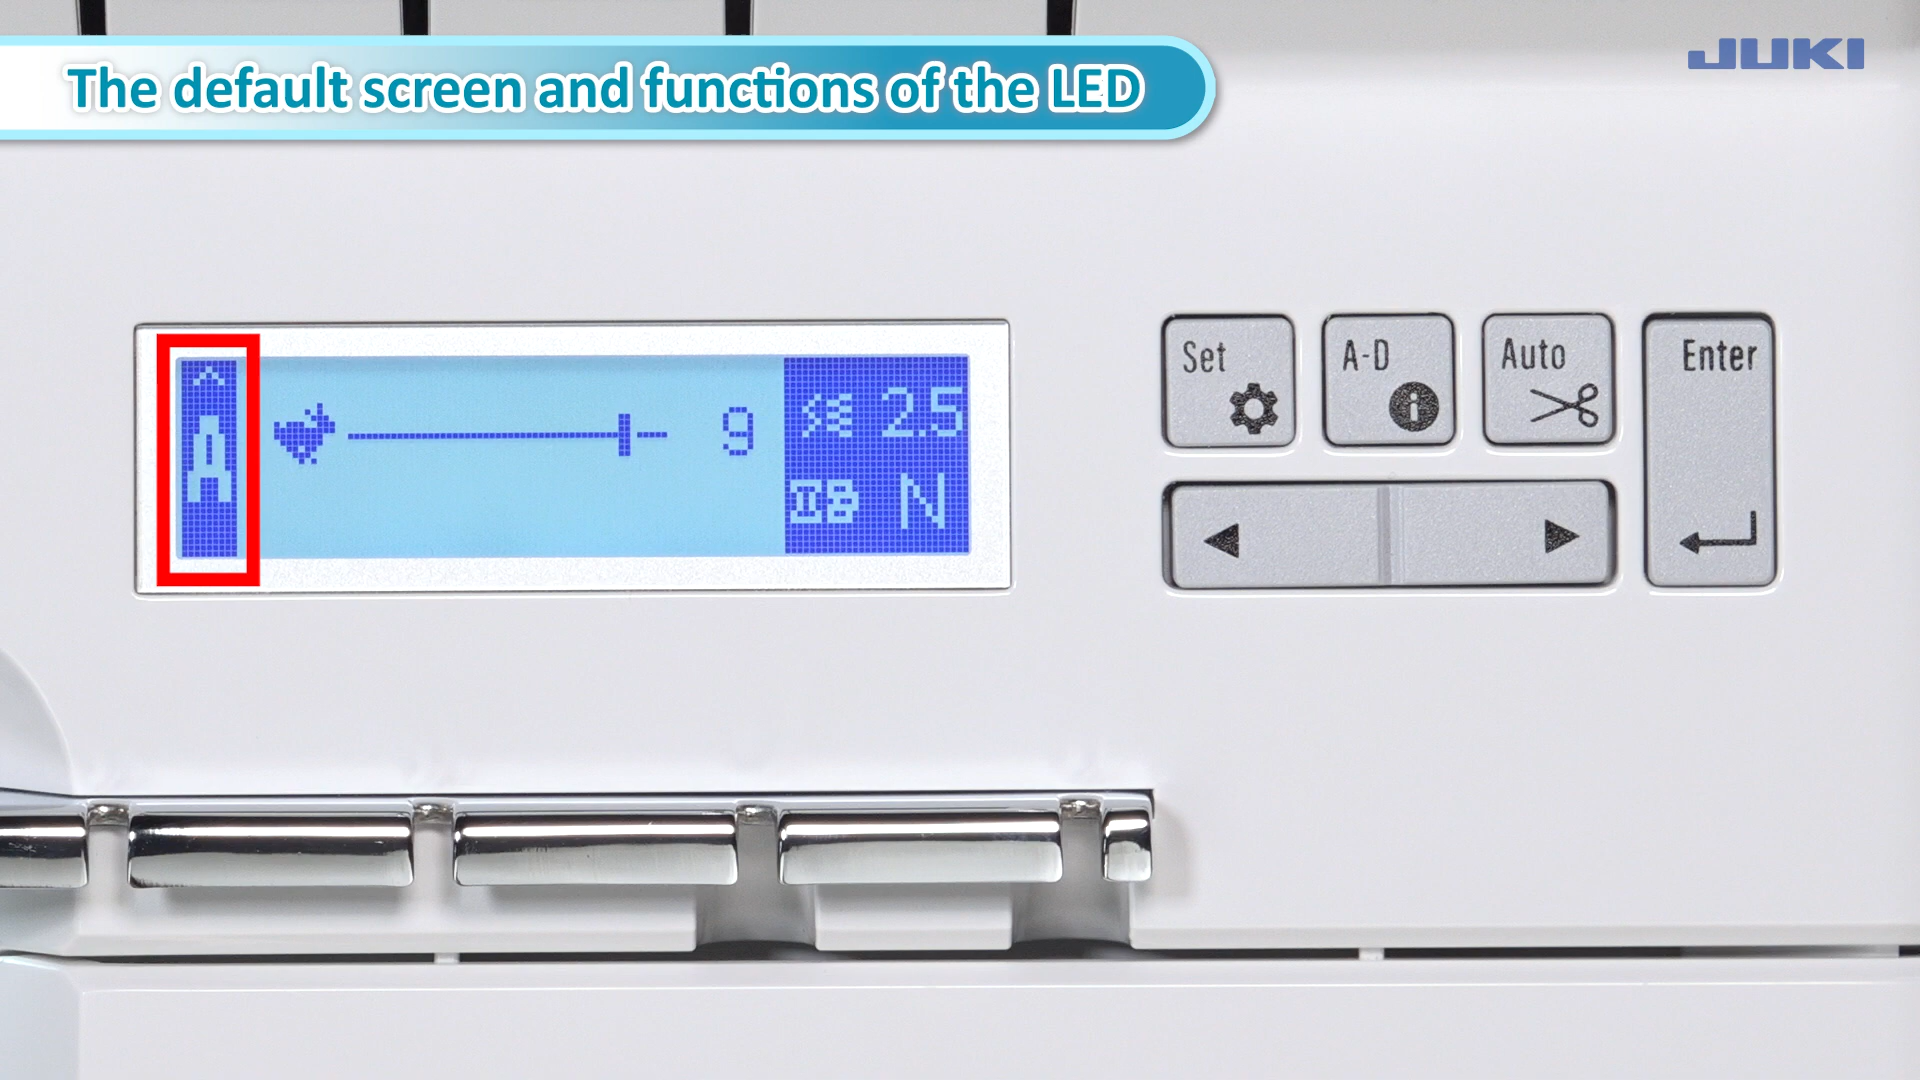 The default screen and functions of the LED
JUKI
A
9
2.5
N
Set
A-D
Auto
Enter